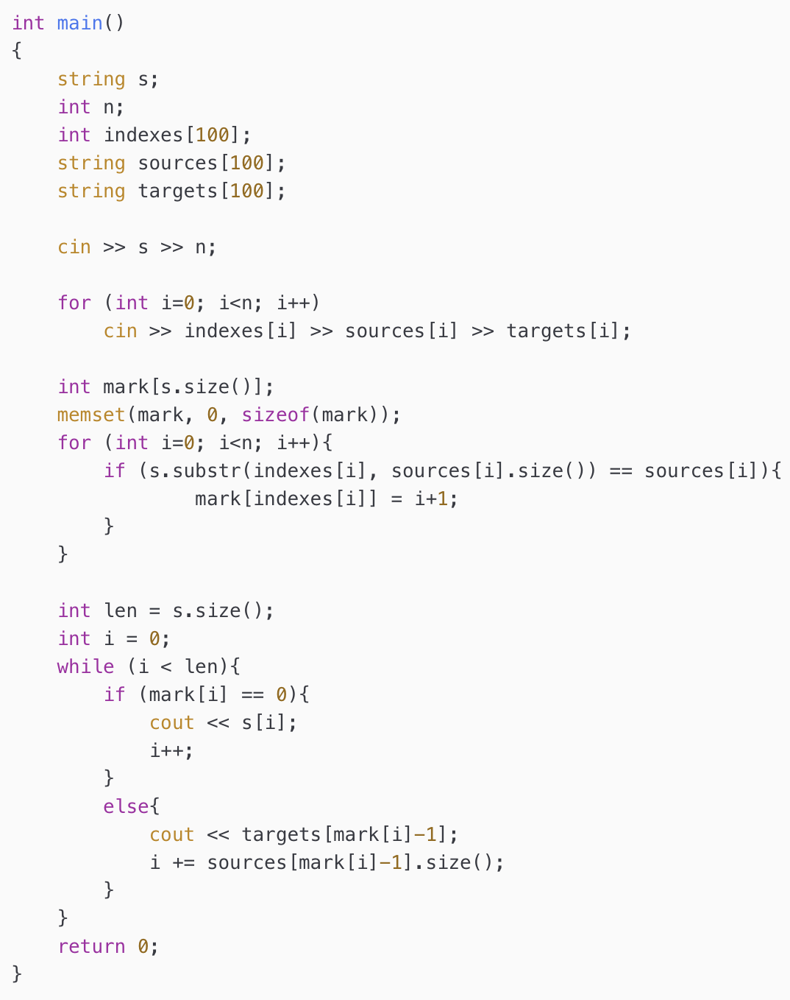 int main()
{
    string s;
    int n;
    int indexes[100];
    string sources[100];
    string targets[100];

    cin >> s >> n;

    for (int i=0; i<n; i++)
        cin >> indexes[i] >> sources[i] >> targets[i];

    int mark[s.size()];
    memset(mark, 0, sizeof(mark));
    for (int i=0; i<n; i++){
        if (s.substr(indexes[i], sources[i].size()) == sources[i]){
                mark[indexes[i]] = i+1;
        }
    }

    int len = s.size();
    int i = 0;
    while (i < len){
        if (mark[i] == 0){
            cout << s[i];
            i++;
        }
        else{
            cout << targets[mark[i]-1];
            i += sources[mark[i]-1].size();
        }
    }
    return 0;
}